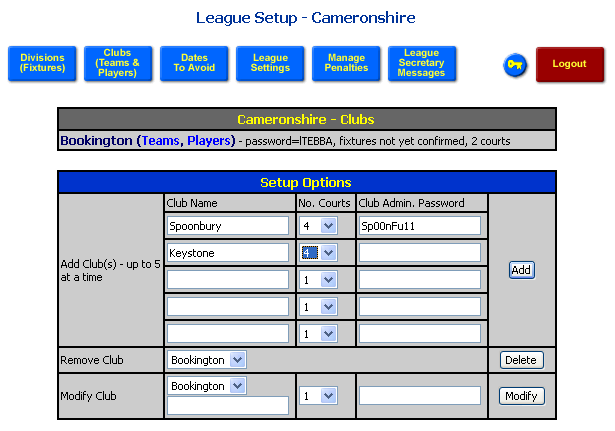 League Setup - Cameronshire
Divisions (Fixtures)
Clubs (Teams & Players)
Dates To Avoid
League Settings
Manage Penalties
League Secretary Messages
Logout
Cameronshire - Clubs
Bookington (Teams, Players) - password=lTEBBA, fixtures not yet confirmed, 2 courts
Setup Options
Club Name No. Courts Club Admin. Password
Add Club(s) - up to 5 at a time
Spoonbury 4 Sp00nFu11
Keystone 4
1
1
1
Add
Remove Club Bookington Delete
Modify Club Bookington 1 Modify